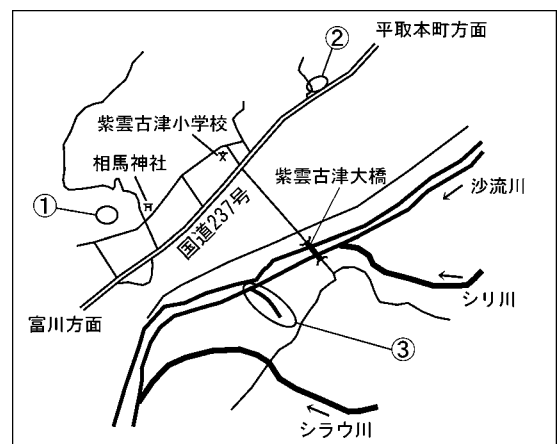 ②
平取本町方面
紫雲古津小学校
相馬神社
紫雲古津大橋
沙流川
←
①
国道237号
←
シリ川
富川方面
③
←
シラウ川